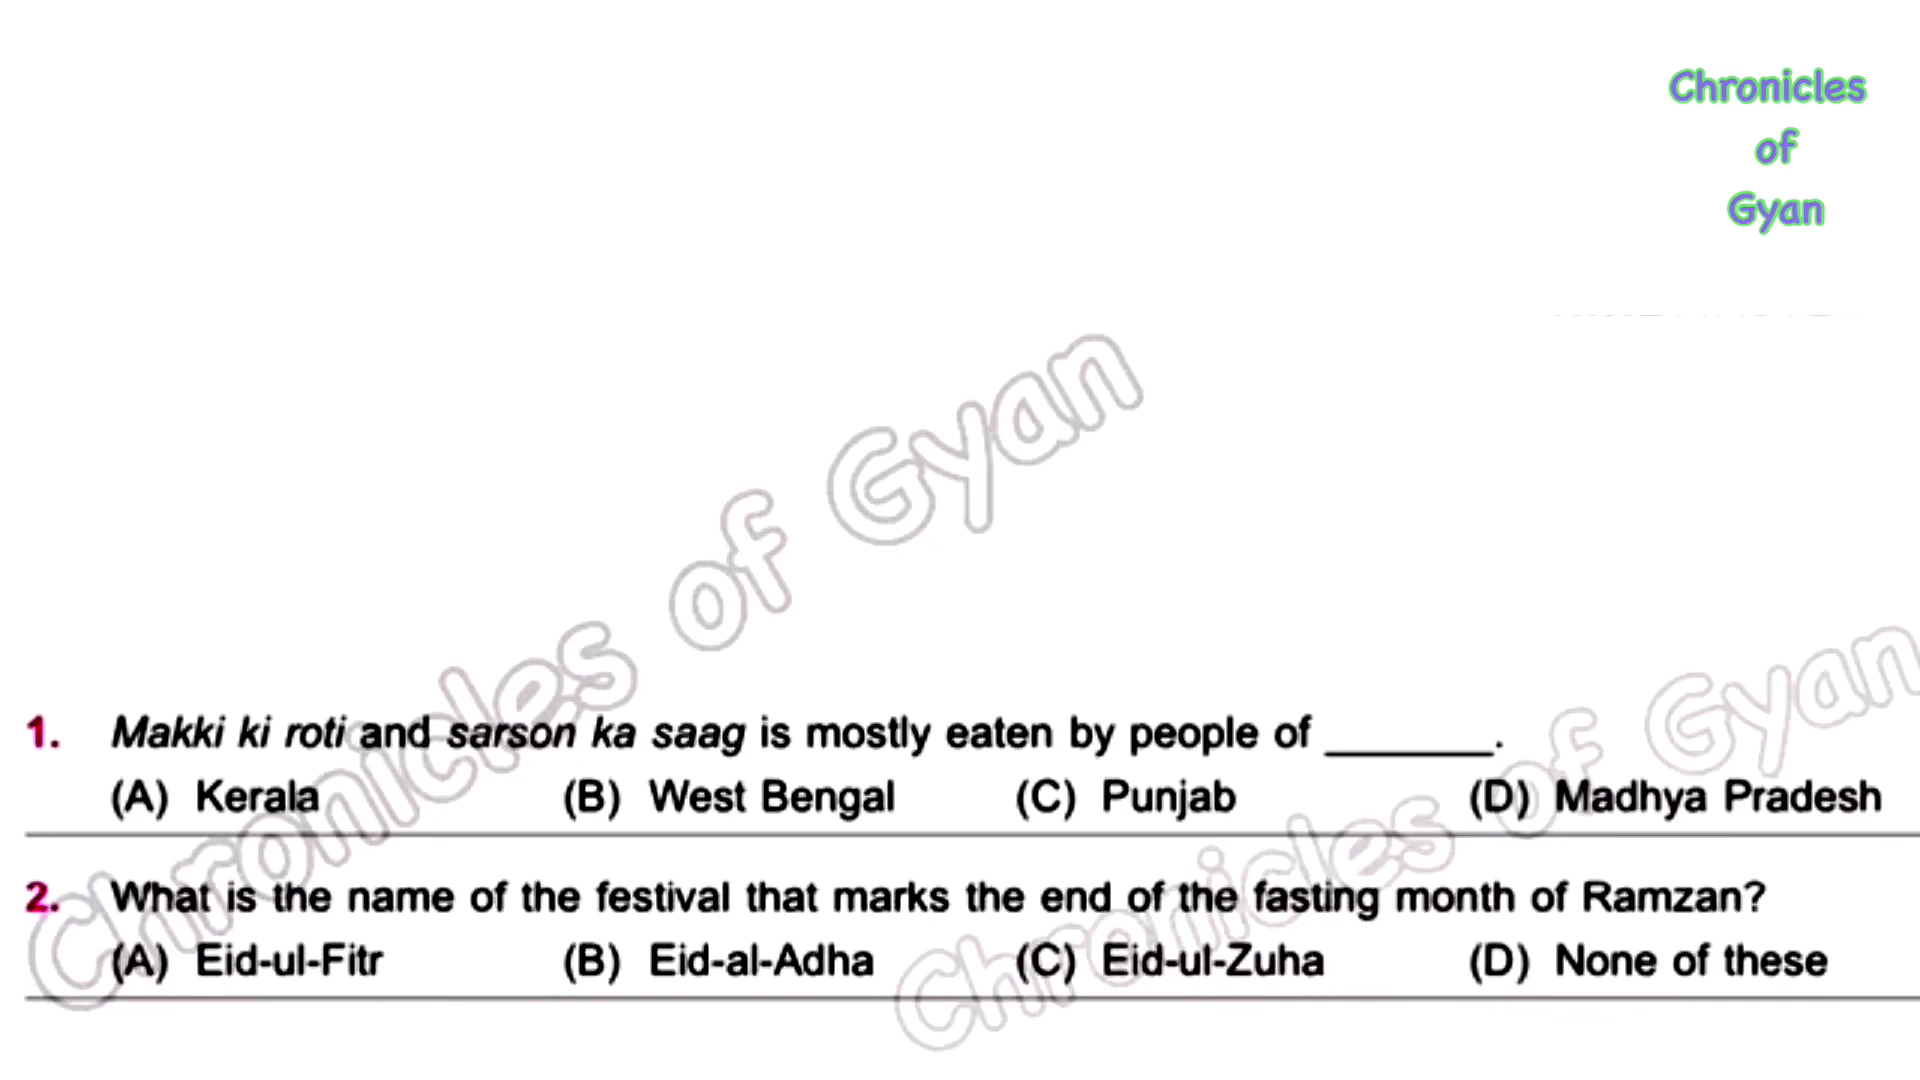 Chronicles
of
Gyan
Chronicles of Gyan
1. Makki ki roti and sarson ka saag is mostly eaten by people of ________.
(A) Kerala (B) West Bengal (C) Punjab (D) Madhya Pradesh
2. What is the name of the festival that marks the end of the fasting month of Ramzan?
(A) Eid-ul-Fitr (B) Eid-al-Adha (C) Eid-ul-Zuha (D) None of these
Chronicles of Gyan